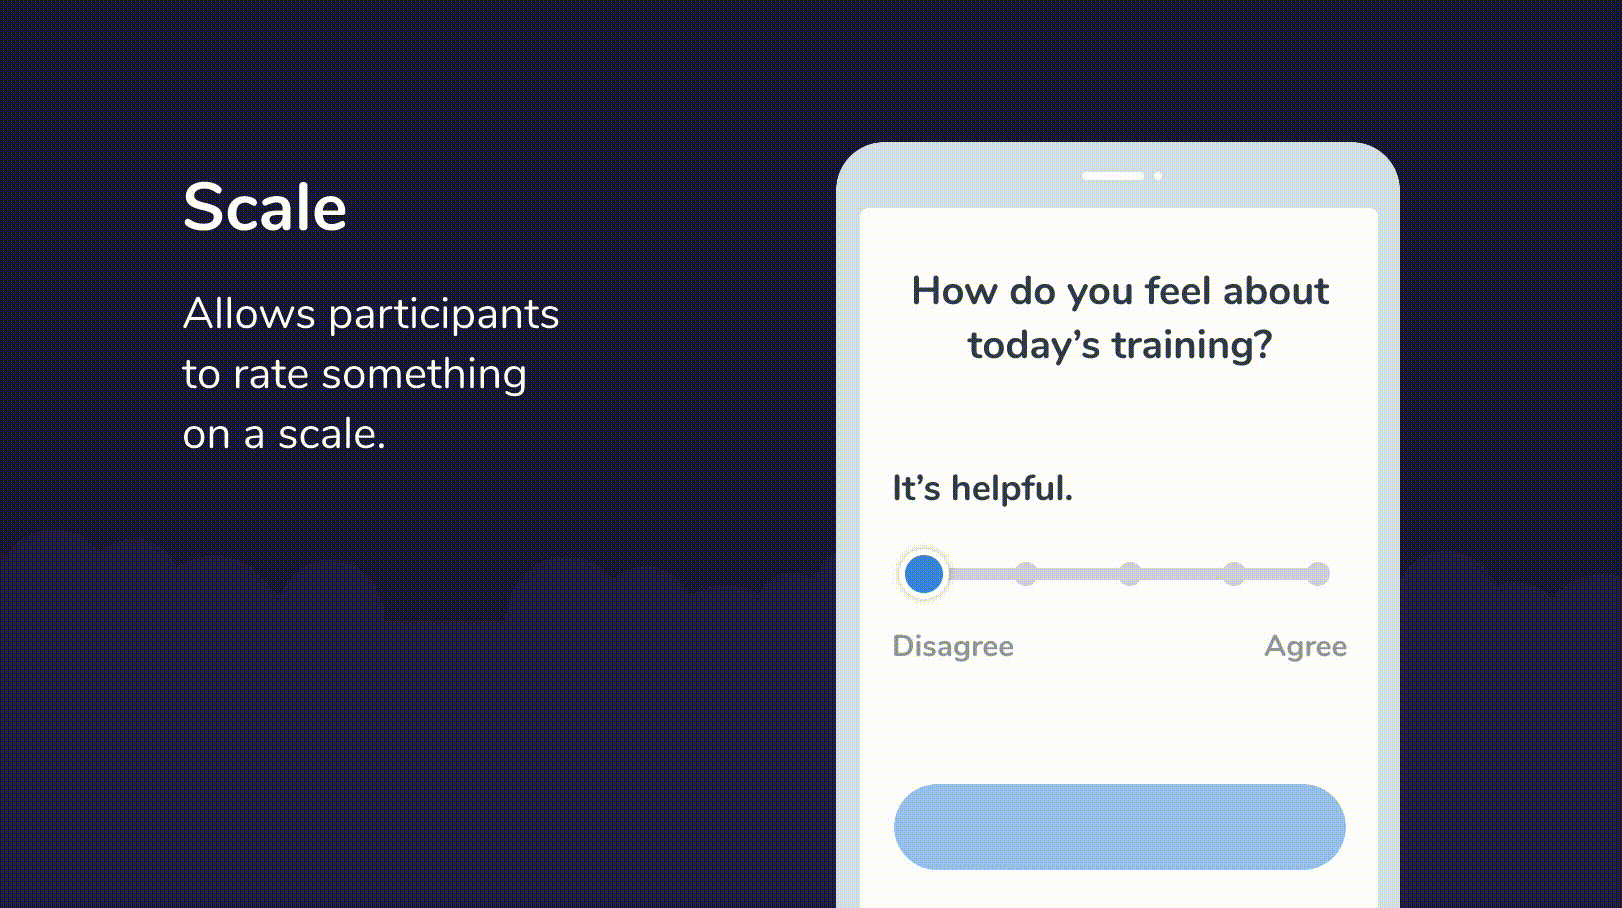 Scale
Allows participants
to rate something
on a scale.
How do you feel about
today’s training?
It’s helpful.
Disagree
Agree